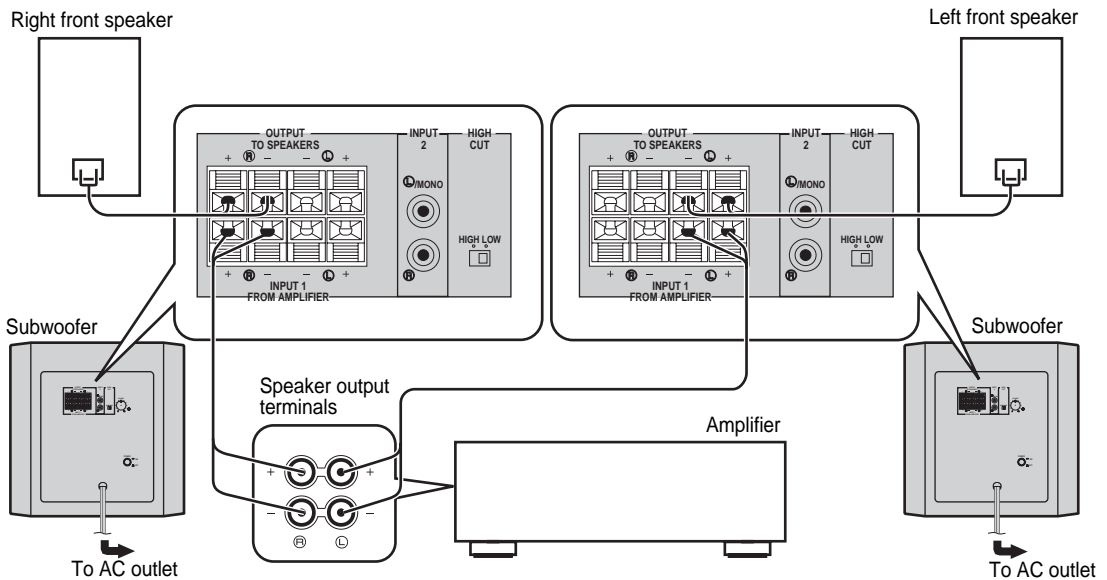 Right front speaker
Left front speaker
OUTPUT
TO SPEAKERS
INPUT
2
HIGH
CUT
+ R − − L +
L/MONO
HIGH LOW
R
+ R − − L +
INPUT 1
FROM AMPLIFIER
OUTPUT
TO SPEAKERS
INPUT
2
HIGH
CUT
+ R − − L +
L/MONO
HIGH LOW
R
+ R − − L +
INPUT 1
FROM AMPLIFIER
Subwoofer
Subwoofer
Speaker output
terminals
Amplifier
+ +
− −
R L
To AC outlet
To AC outlet